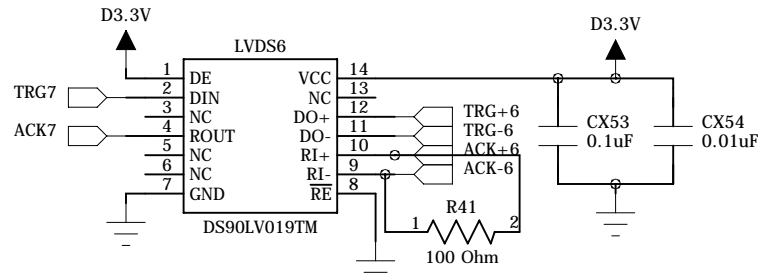 D3.3V
D3.3V
LVDS6
1 DE VCC 14
TRG7 2 DIN NC 13
3 NC DO+ 12 TRG+6
ACK7 4 ROUT DO- 11 TRG-6
5 NC RI+ 10 ACK+6
6 NC RI- 9 ACK-6
7 GND RE 8
DS90LV019TM
CX53
0.1uF
CX54
0.01uF
R41
1 2
100 Ohm